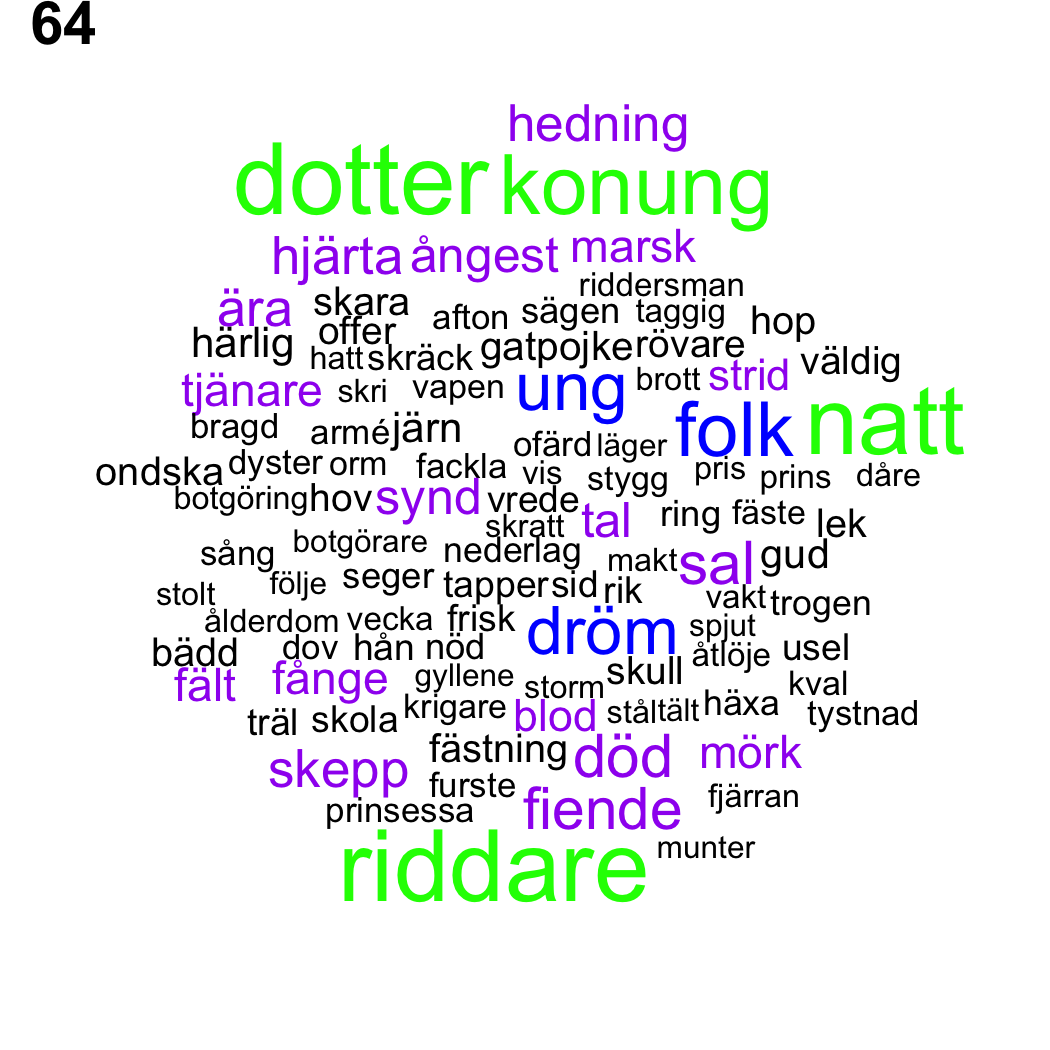 64
hedning
dotter konung
hjärta ångest marsk
riddersman
ära skara afton sägen taggig hop
härlig offer gatpojke rövare
hatt skräck väldig
tjänare skri vapen ung brott strid
bragd armé järn folk natt
ofärd läger
ondska dyster orm fackla vis stygg pris prins dåre
botgöring hov synd vrede
skratt tal ring fäste lek
sång botgörare nederlag makt sal gud
stolt följe seger tapper sid rik vakt trogen
ålderdom vecka frisk dröm spjut
bädd dov hån nöd skull åtlöje usel
fält fånge gyllene storm kval
träl skola krigare blod ståltält häxa tystnad
fästning död mörk
skepp furste fjärran
prinsessa fiende
riddare munter